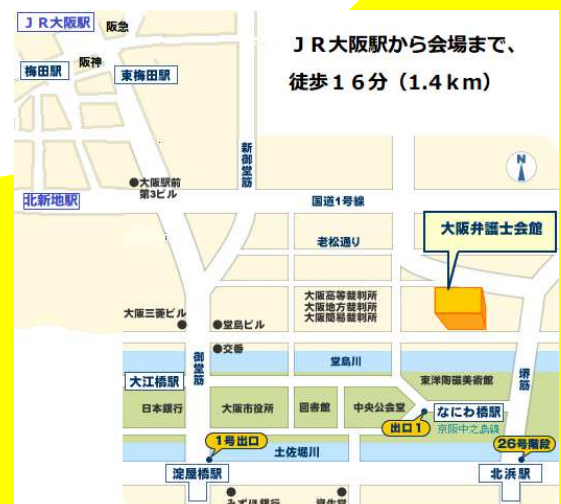 ＪＲ大阪駅
阪急
ＪＲ大阪駅から会場まで、
徒歩１６分（1.4ｋｍ）
梅田駅
阪神
東梅田駅
新御堂筋
N
●大阪駅前
第3ビル
北新地駅
国道1号線
大阪弁護士会館
老松通り
大阪高等裁判所
大阪地方裁判所
大阪簡易裁判所
大阪三菱ビル
●堂島ビル
●交番
御堂筋
堂島川
堺筋
大江橋駅
東洋陶磁美術館
日本銀行
大阪市役所
図書館
中央公会堂
なにわ橋駅
出口1
京阪中之島線
1号出口
土佐堀川
26号階段
淀屋橋駅
北浜駅
みずほ銀行